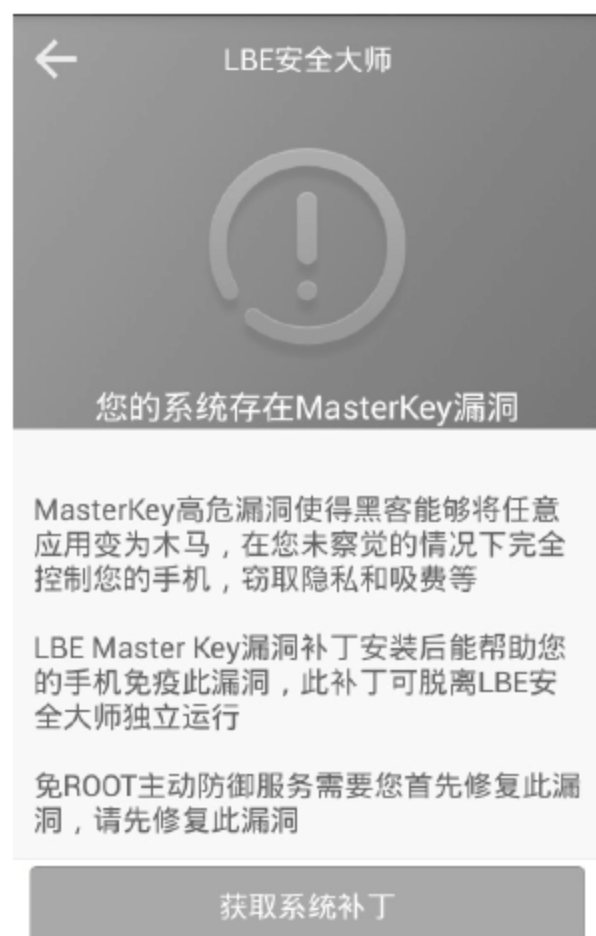 LBE安全大师
您的系统存在MasterKey漏洞
MasterKey高危漏洞使得黑客能够将任意
应用变为木马，在您未察觉的情况下完全
控制您的手机，窃取隐私和吸费等
LBE Master Key漏洞补丁安装后能帮助您
的手机免疫此漏洞，此补丁可脱离LBE安
全大师独立运行
免ROOT主动防御服务需要您首先修复此漏
洞，请先修复此漏洞
获取系统补丁